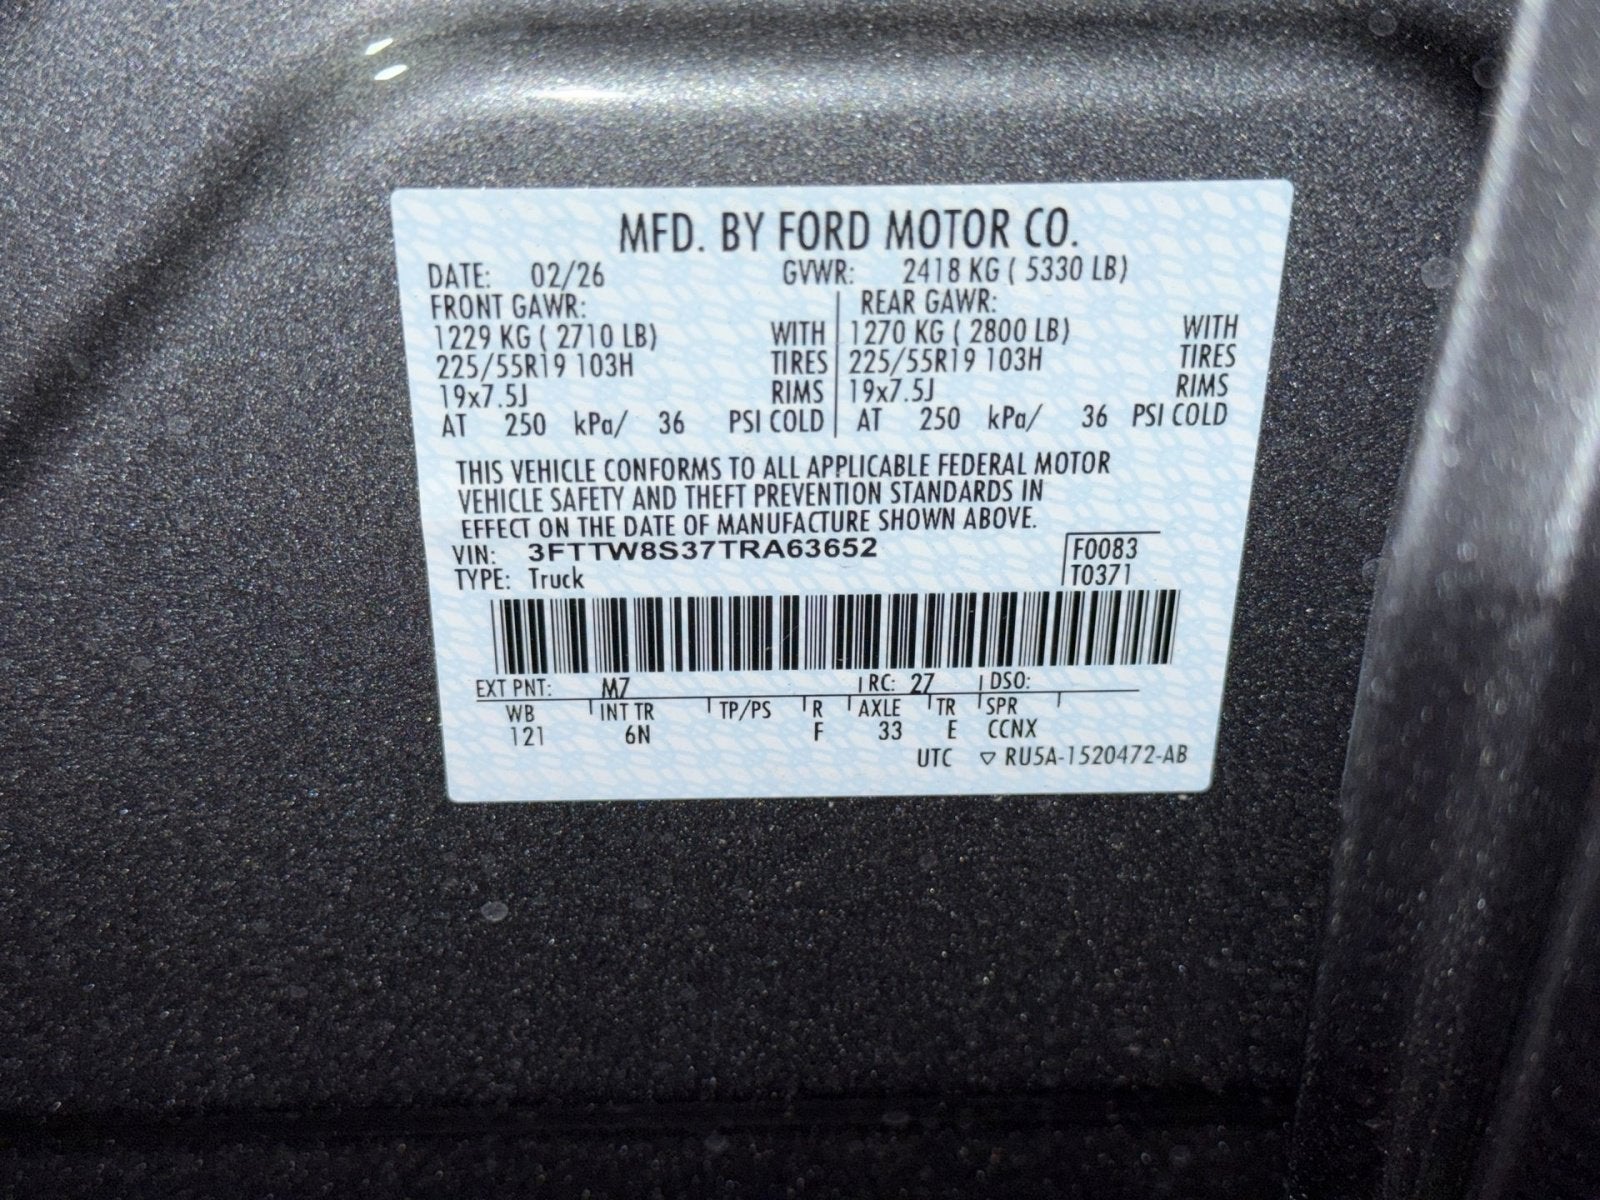 MFD. BY FORD MOTOR CO.
DATE: 02/26 GVWR: 2418 KG ( 5330 LB)
FRONT GAWR: REAR GAWR:
1229 KG ( 2710 LB) WITH 1270 KG ( 2800 LB) WITH
225/55R19 103H TIRES 225/55R19 103H TIRES
19x7.5J RIMS 19x7.5J RIMS
AT 250 kPa/ 36 PSI COLD AT 250 kPa/ 36 PSI COLD
THIS VEHICLE CONFORMS TO ALL APPLICABLE FEDERAL MOTOR
VEHICLE SAFETY AND THEFT PREVENTION STANDARDS IN
EFFECT ON THE DATE OF MANUFACTURE SHOWN ABOVE.
VIN: 3FTTW8S37TRA63652 F0083
TYPE: Truck T0371
EXT PNT: M7 RC: 27 DSO:
WB INT TR TP/PS R AXLE TR SPR
121 6N F 33 E CCNX
UTC ▽ RU5A-1520472-AB